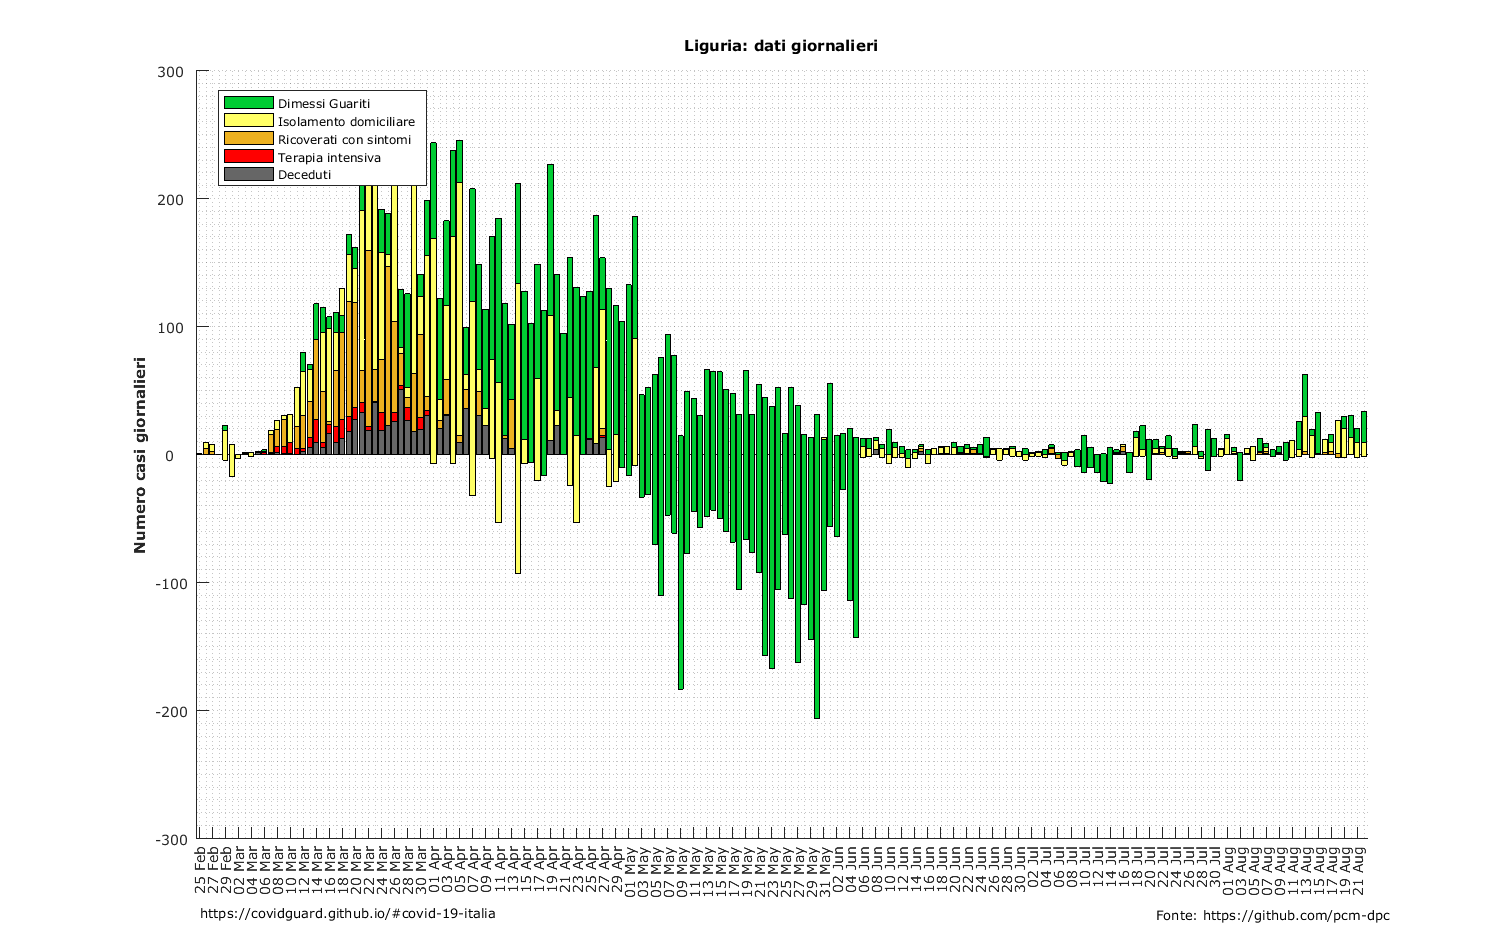 Liguria: dati giornalieri
Numero casi giornalieri
300
200
100
0
-100
-200
-300
Dimessi Guariti
Isolamento domiciliare
Ricoverati con sintomi
Terapia intensiva
Deceduti
25 Feb
27 Feb
29 Feb
02 Mar
04 Mar
06 Mar
08 Mar
10 Mar
12 Mar
14 Mar
16 Mar
18 Mar
20 Mar
22 Mar
24 Mar
26 Mar
28 Mar
30 Mar
01 Apr
03 Apr
05 Apr
07 Apr
09 Apr
11 Apr
13 Apr
15 Apr
17 Apr
19 Apr
21 Apr
23 Apr
25 Apr
27 Apr
29 Apr
01 May
03 May
05 May
07 May
09 May
11 May
13 May
15 May
17 May
19 May
21 May
23 May
25 May
27 May
29 May
31 May
02 Jun
04 Jun
06 Jun
08 Jun
10 Jun
12 Jun
14 Jun
16 Jun
18 Jun
20 Jun
22 Jun
24 Jun
26 Jun
28 Jun
30 Jun
02 Jul
04 Jul
06 Jul
08 Jul
10 Jul
12 Jul
14 Jul
16 Jul
18 Jul
20 Jul
22 Jul
24 Jul
26 Jul
28 Jul
30 Jul
01 Aug
03 Aug
05 Aug
07 Aug
09 Aug
11 Aug
13 Aug
15 Aug
17 Aug
19 Aug
21 Aug
https://covidguard.github.io/#covid-19-italia
Fonte: https://github.com/pcm-dpc